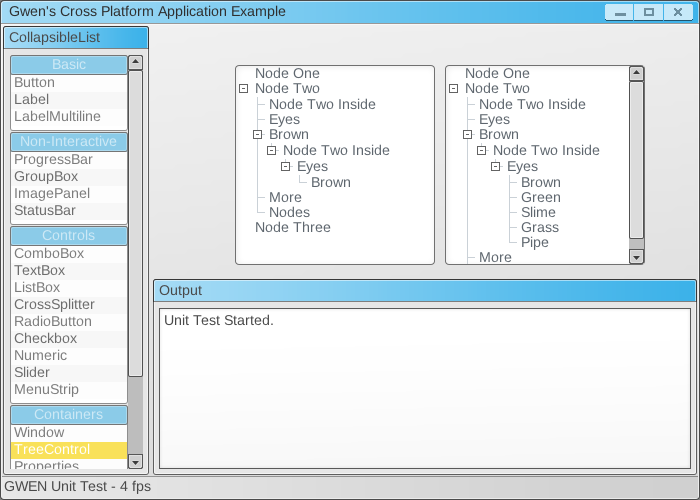 Gwen's Cross Platform Application Example
CollapsibleList
Basic
Button
Label
LabelMultiline
Non-Interactive
ProgressBar
GroupBox
ImagePanel
StatusBar
Controls
ComboBox
TextBox
ListBox
CrossSplitter
RadioButton
Checkbox
Numeric
Slider
MenuStrip
Containers
Window
TreeControl
Properties
Node One
Node Two
Node Two Inside
Eyes
Brown
Node Two Inside
Eyes
Brown
More
Nodes
Node Three
Node One
Node Two
Node Two Inside
Eyes
Brown
Node Two Inside
Eyes
Brown
Green
Slime
Grass
Pipe
More
Output
Unit Test Started.
GWEN Unit Test - 4 fps